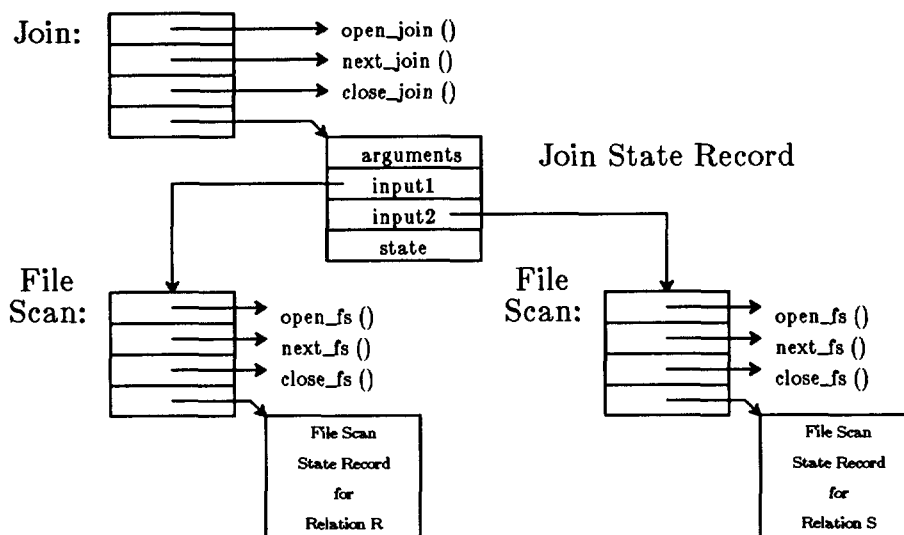 Join:
open_join ()
next_join ()
close_join ()
arguments
input1
input2
state
Join State Record
File
Scan:
open_fs ()
next_fs ()
close_fs ()
File Scan
State Record
for
Relation R
File
Scan:
open_fs ()
next_fs ()
close_fs ()
File Scan
State Record
for
Relation S